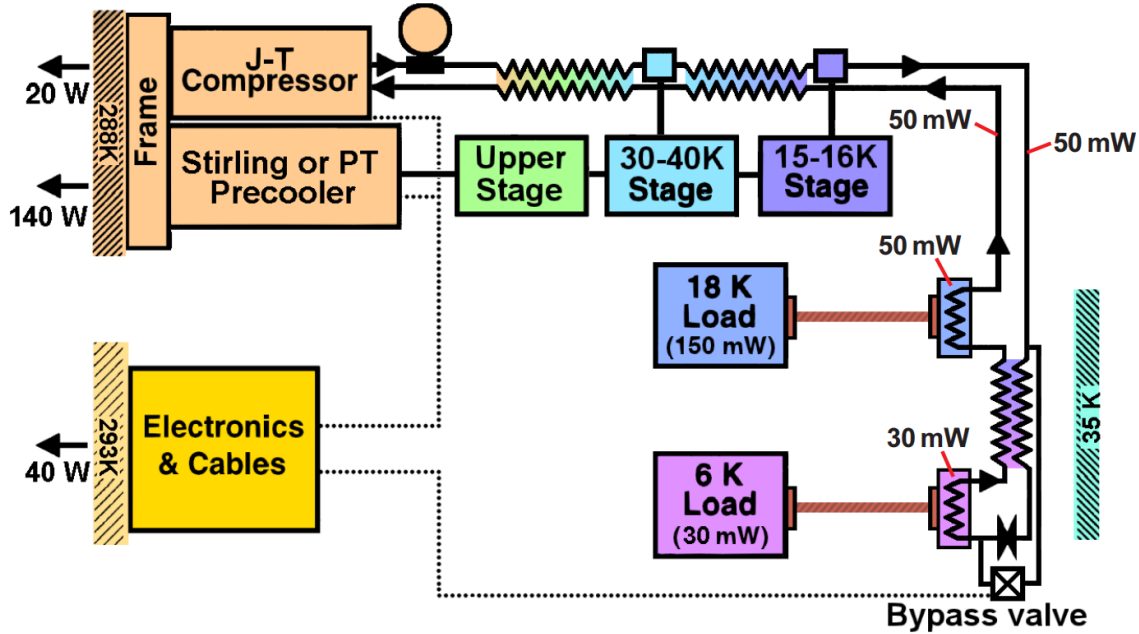 J-T
Compressor
20 W
288K
Frame
Stirling or PT
Precooler
140 W
Upper
Stage
30-40K
Stage
15-16K
Stage
50 mW
50 mW
50 mW
18 K
Load
(150 mW)
35 K
293K
Electronics
& Cables
40 W
30 mW
6 K
Load
(30 mW)
Bypass valve